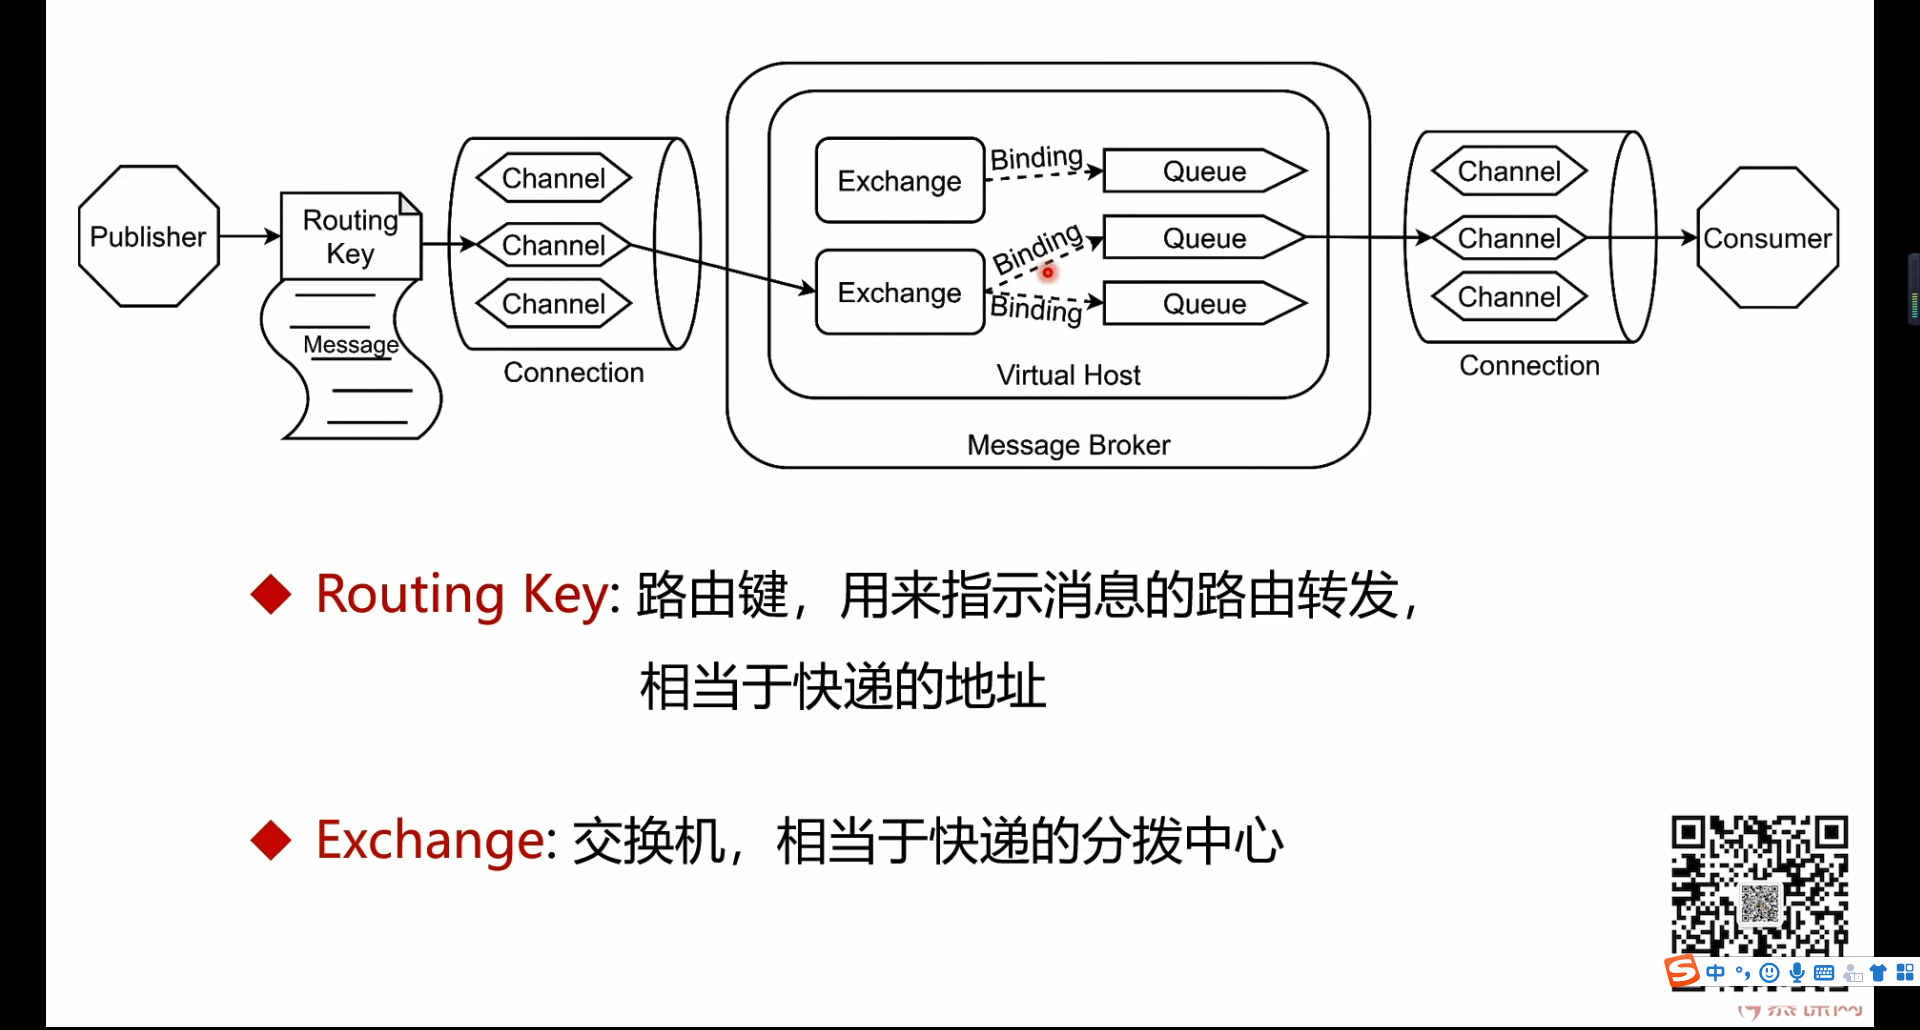 Publisher
Routing
Key
Message
Channel
Channel
Channel
Connection
Exchange
Binding
Queue
Exchange
Binding
Queue
Binding
Queue
Virtual Host
Message Broker
Channel
Channel
Channel
Connection
Consumer
Routing Key: 路由键，用来指示消息的路由转发，
相当于快递的地址
Exchange: 交换机，相当于快递的分拨中心
中